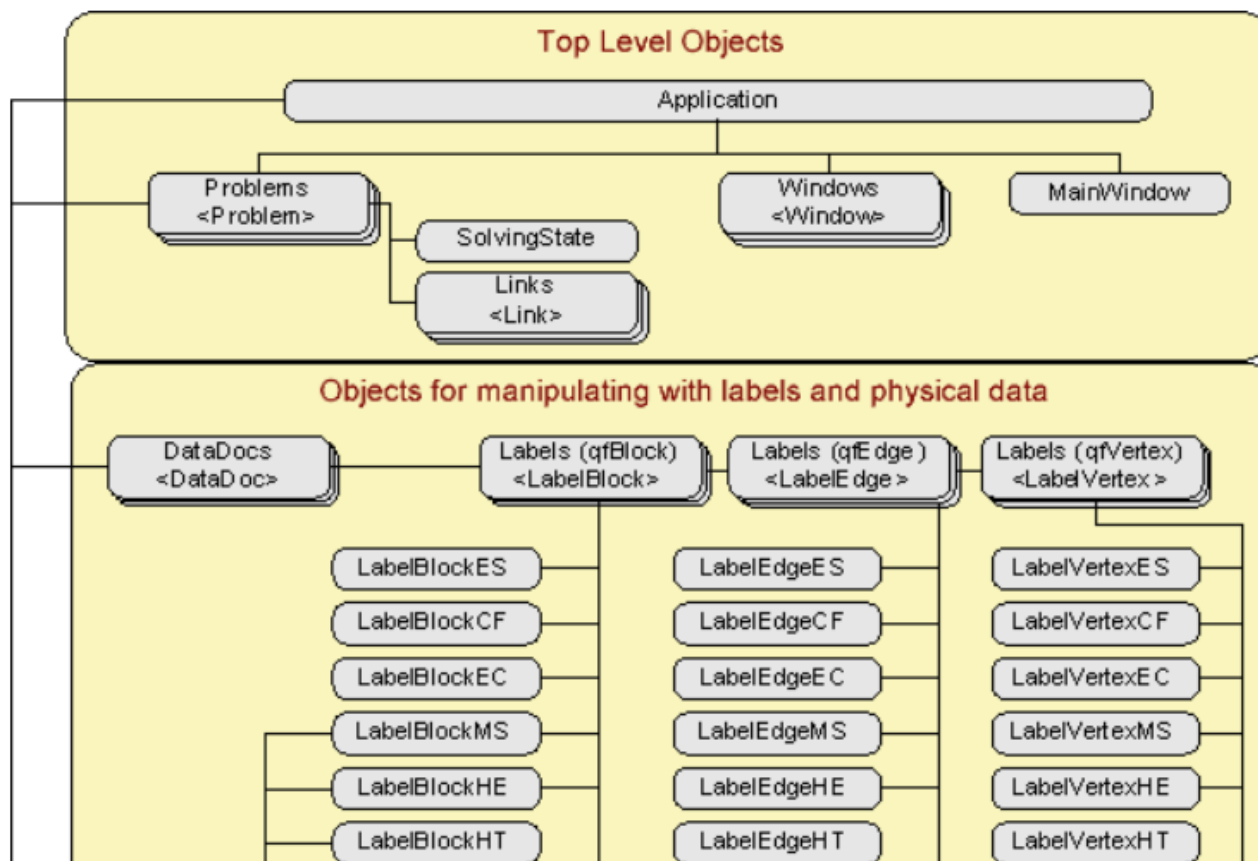 Top Level Objects
Application
Problems
<Problem>
Windows
<Window>
MainWindow
SolvingState
Links
<Link>
Objects for manipulating with labels and physical data
DataDocs
<DataDoc>
Labels (qfBlock)
<LabelBlock>
Labels (qfEdge)
<LabelEdge>
Labels (qfVertex)
<LabelVertex>
LabelBlockES
LabelEdgeES
LabelVertexES
LabelBlockCF
LabelEdgeCF
LabelVertexCF
LabelBlockEC
LabelEdgeEC
LabelVertexEC
LabelBlockMS
LabelEdgeMS
LabelVertexMS
LabelBlockHE
LabelEdgeHE
LabelVertexHE
LabelBlockHT
LabelEdgeHT
LabelVertexHT